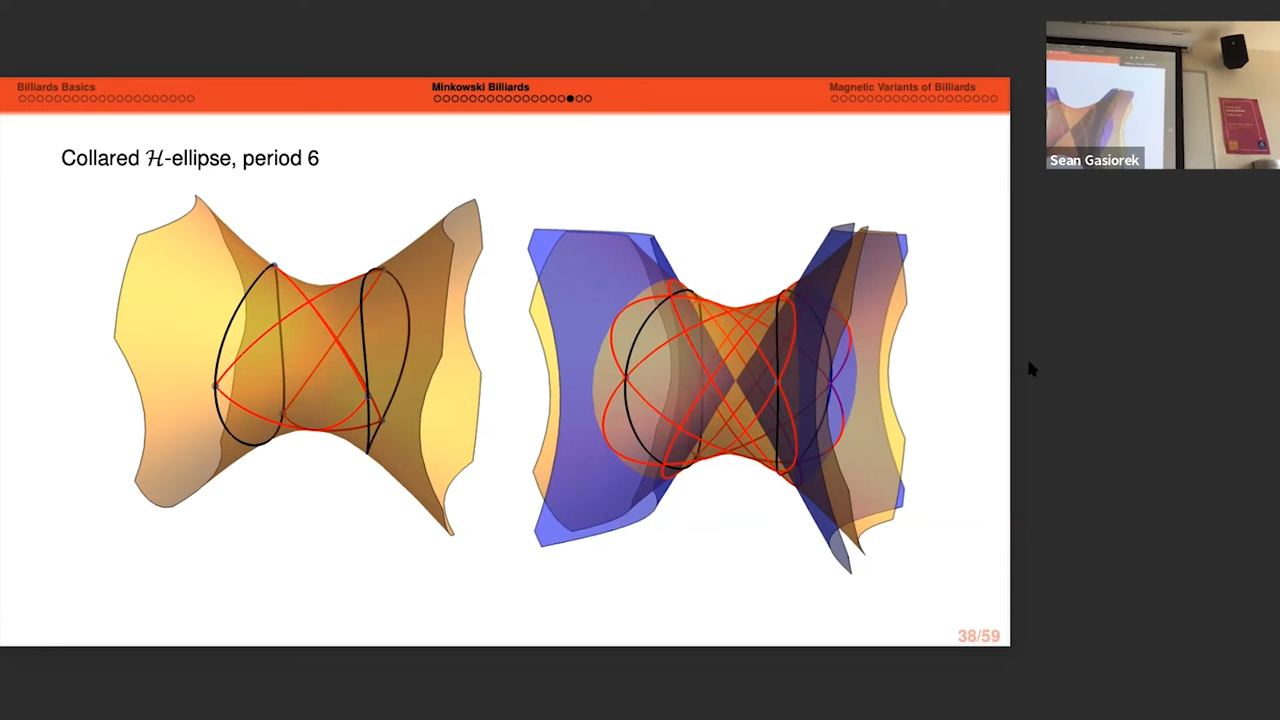 Billiards Basics
Minkowski Billiards
Magnetic Variants of Billiards
Collared ℋ-ellipse, period 6
38/59
Sean Gasiorek